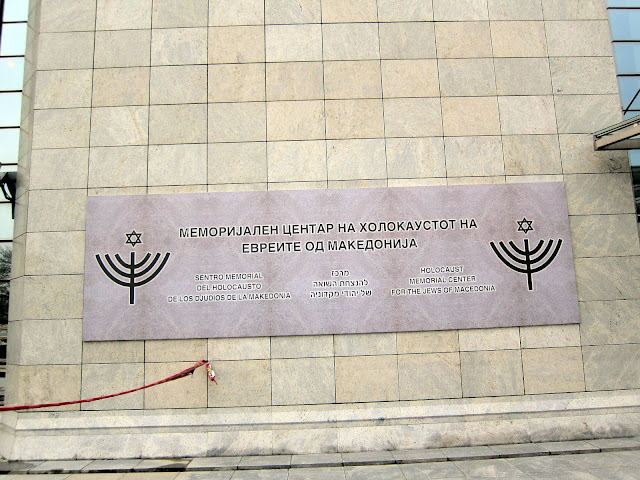 МЕМОРИЈАЛЕН ЦЕНТАР НА ХОЛОКАУСТОТ НА
ЕВРЕИТЕ ОД МАКЕДОНИЈА
SENTRO MEMORIAL
DEL HOLOCAUSTO
DE LOS DJUDIOS DE LA MAKEDONIA
מרכז
להנצחת השואה
של יהודי מקדוניה
HOLOCAUST
MEMORIAL CENTER
FOR THE JEWS OF MACEDONIA